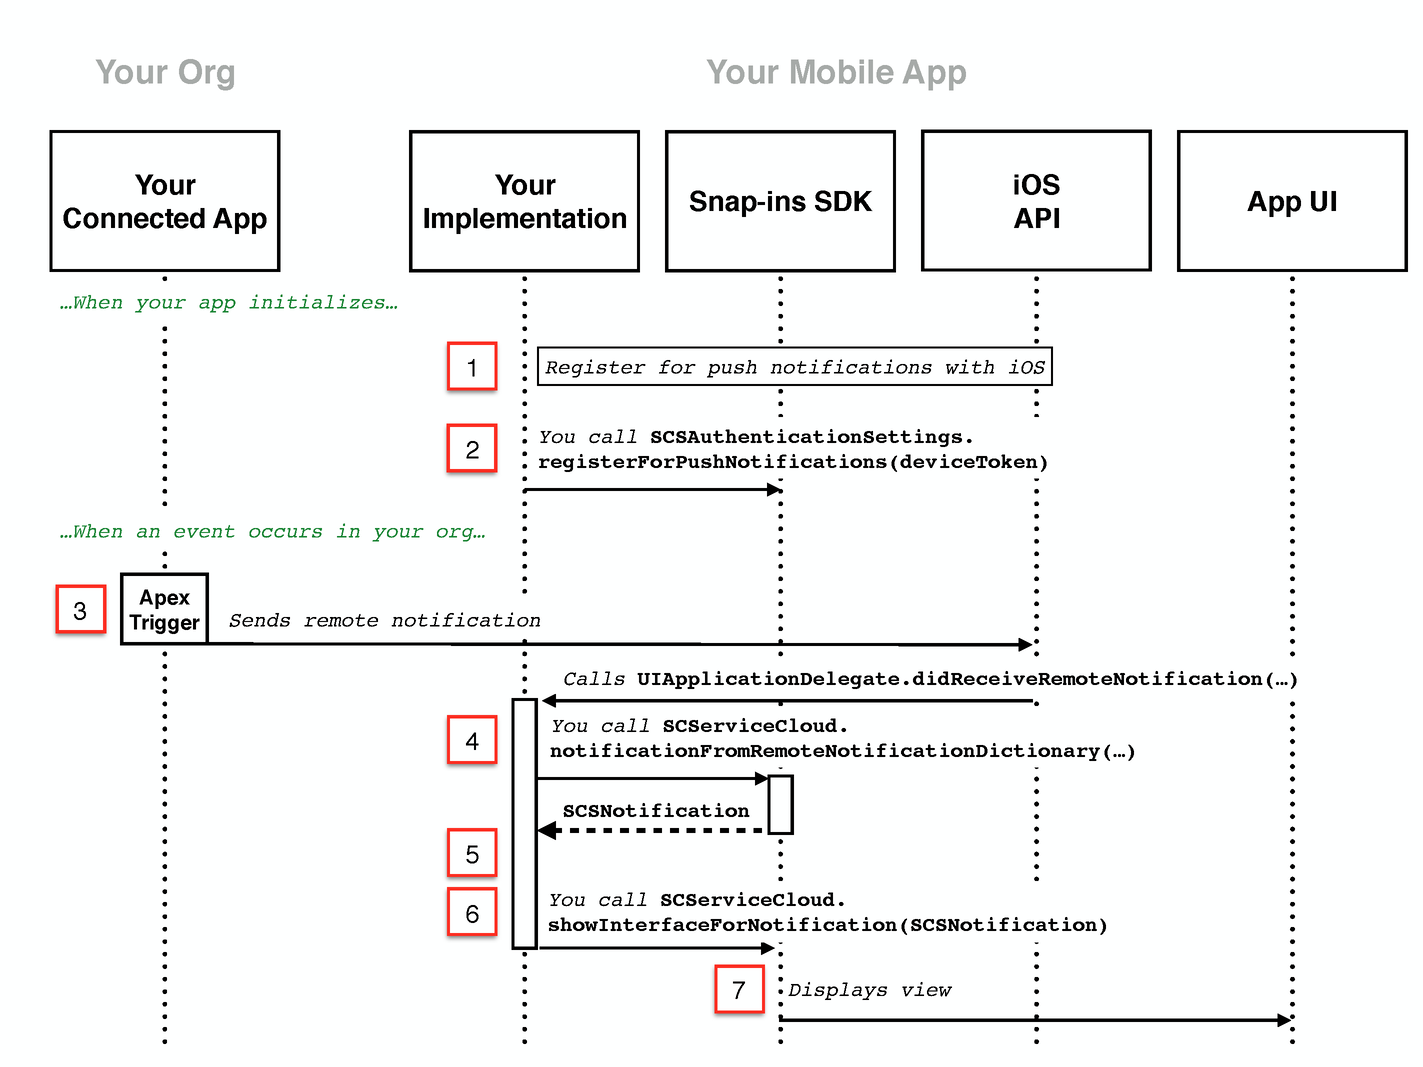 Your Org
Your Mobile App
Your
Connected App
Your
Implementation
Snap-ins SDK
iOS
API
App UI
…When your app initializes…
1
Register for push notifications with iOS
2
You call SCSAuthenticationSettings.
registerForPushNotifications(deviceToken)
…When an event occurs in your org…
3
Apex
Trigger
Sends remote notification
Calls UIApplicationDelegate.didReceiveRemoteNotification(…)
4
You call SCServiceCloud.
notificationFromRemoteNotificationDictionary(…)
SCSNotification
5
6
You call SCServiceCloud.
showInterfaceForNotification(SCSNotification)
7
Displays view